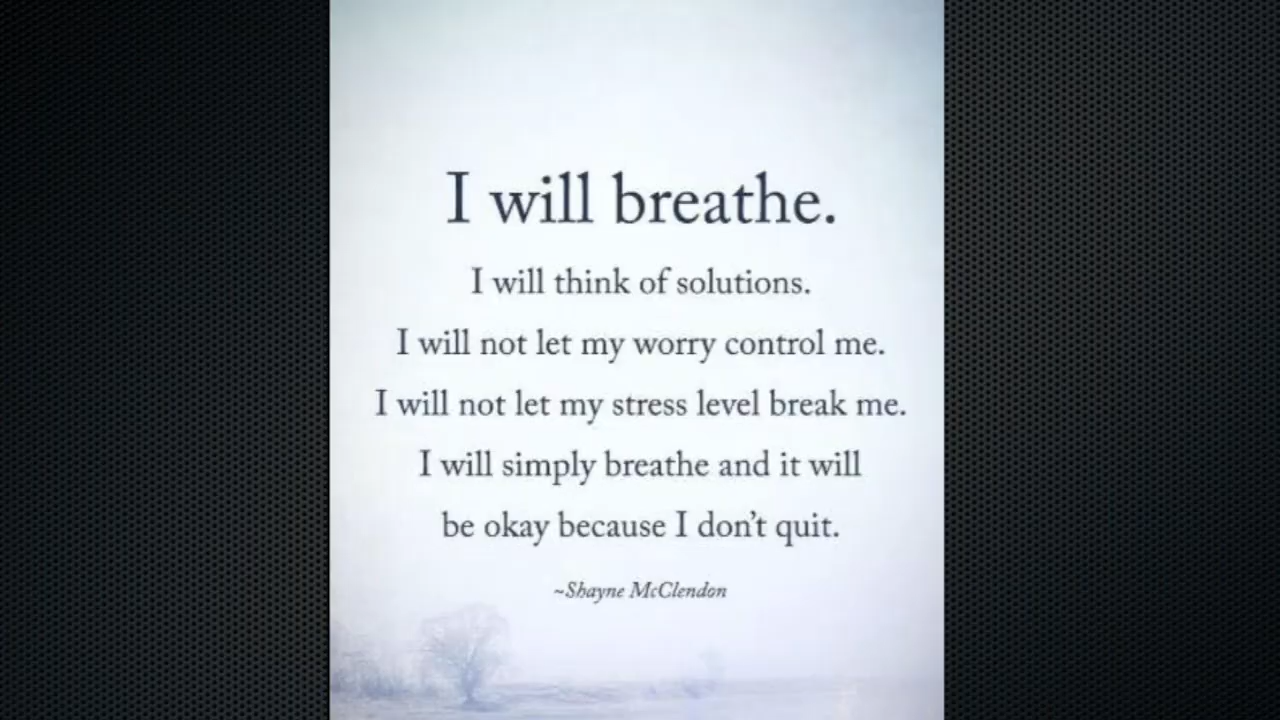 I will breathe.
I will think of solutions.
I will not let my worry control me.
I will not let my stress level break me.
I will simply breathe and it will
be okay because I don’t quit.
~Shayne McClendon